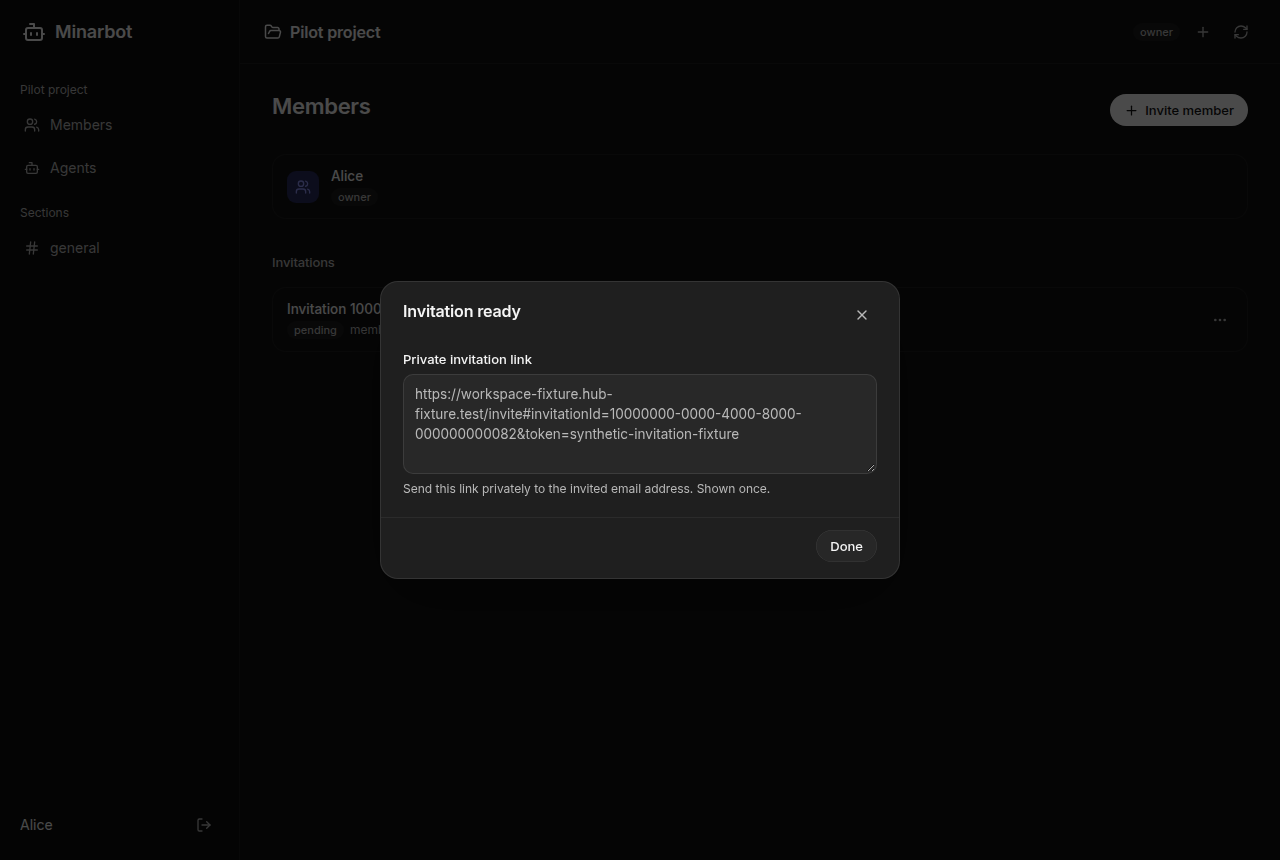 Minarbot
Pilot project
owner
Pilot project
Members
Agents
Sections
general
Members
Invite member
Alice
owner
Invitations
Invitation 1000
pending
Invitation ready
Private invitation link
https://workspace-fixture.hub-
fixture.test/invite#invitationId=10000000-0000-4000-8000-
000000000082&token=synthetic-invitation-fixture
Send this link privately to the invited email address. Shown once.
Done
Alice